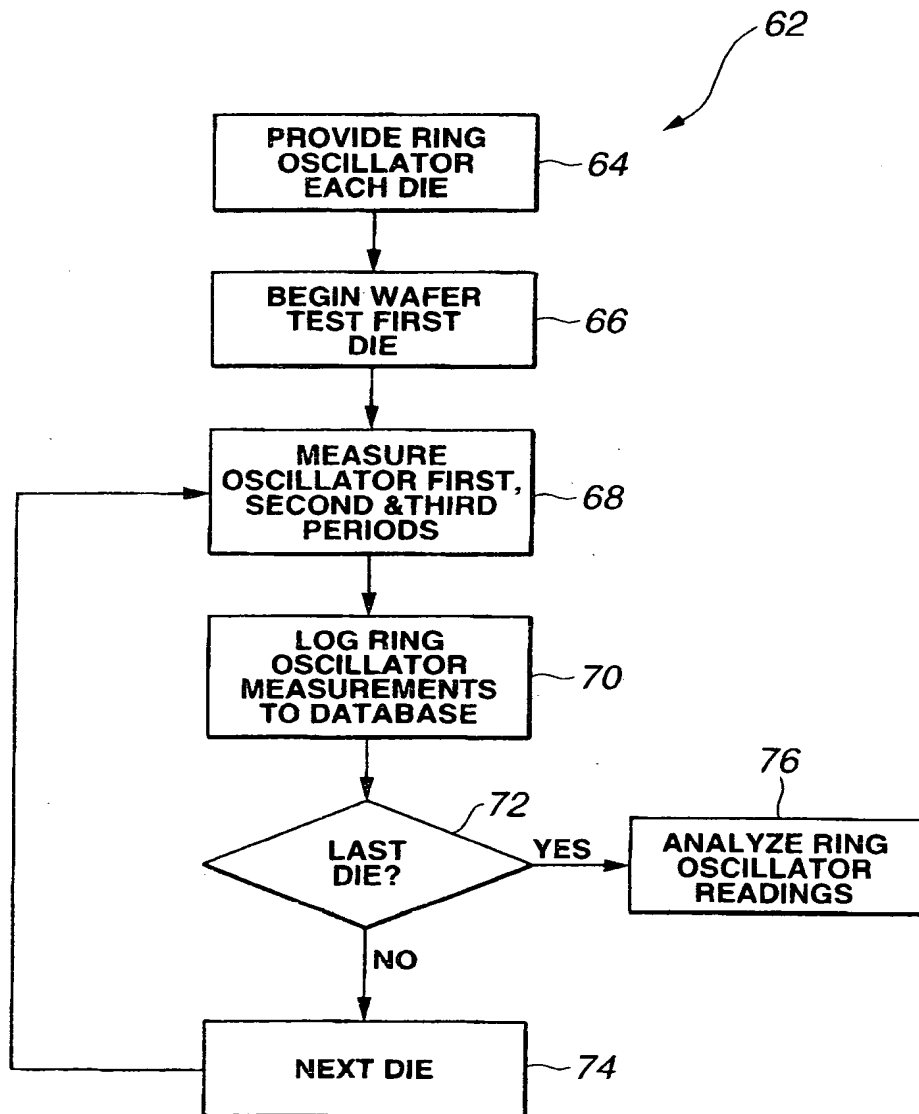 62
PROVIDE RING
OSCILLATOR
EACH DIE
64
BEGIN WAFER
TEST FIRST
DIE
66
MEASURE
OSCILLATOR FIRST,
SECOND &THIRD
PERIODS
68
LOG RING
OSCILLATOR
MEASUREMENTS
TO DATABASE
70
72
LAST
DIE?
YES
76
ANALYZE RING
OSCILLATOR
READINGS
NO
NEXT DIE
74